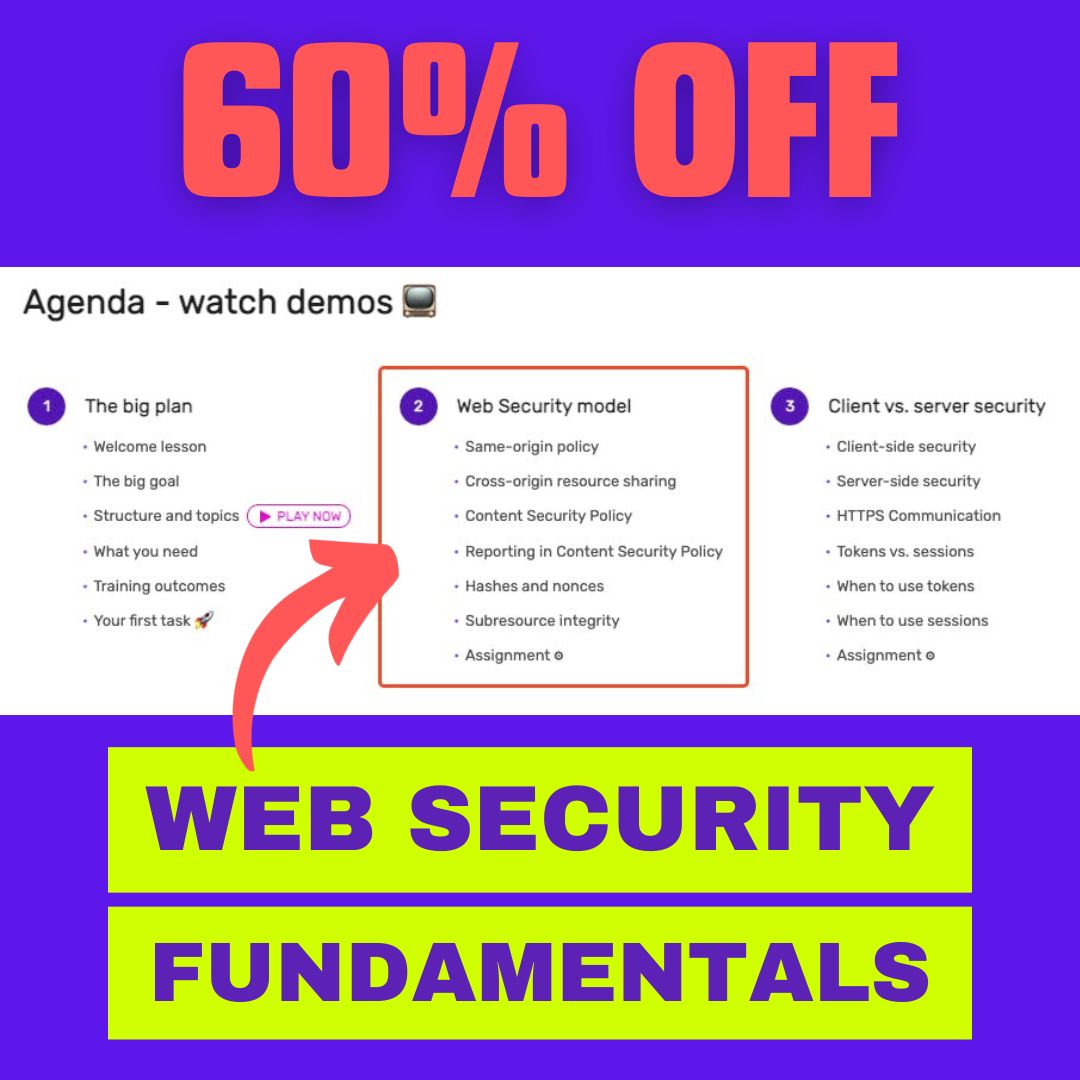 60% OFF
Agenda - watch demos 📺
1 The big plan
• Welcome lesson
• The big goal
• Structure and topics ▶ PLAY NOW
• What you need
• Training outcomes
• Your first task 🚀
2 Web Security model
• Same-origin policy
• Cross-origin resource sharing
• Content Security Policy
• Reporting in Content Security Policy
• Hashes and nonces
• Subresource integrity
• Assignment ⚙
3 Client vs. server security
• Client-side security
• Server-side security
• HTTPS Communication
• Tokens vs. sessions
• When to use tokens
• When to use sessions
• Assignment ⚙
WEB SECURITY
FUNDAMENTALS